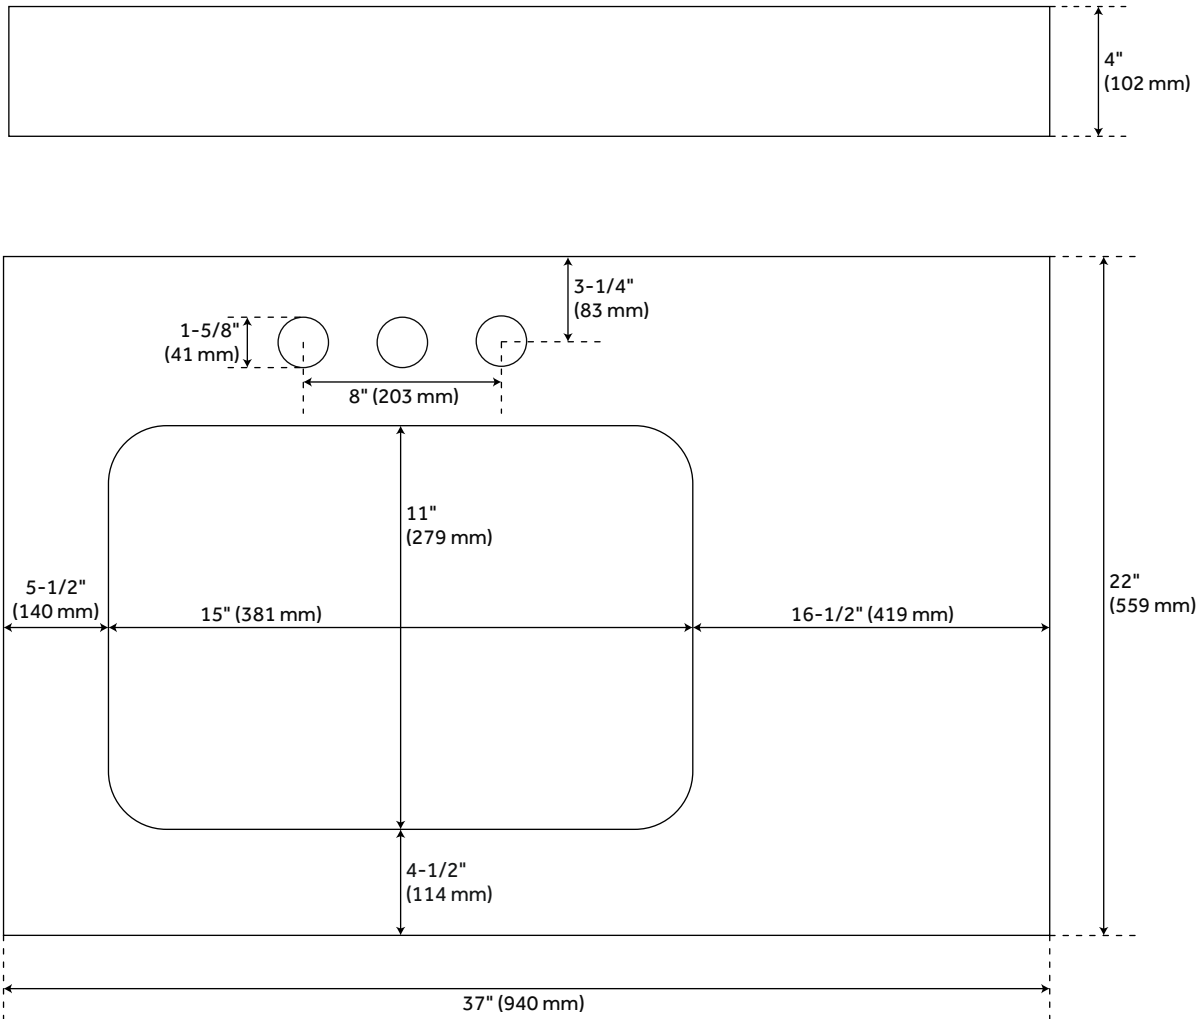 4"
(102 mm)
3-1/4"
(83 mm)
1-5/8"
(41 mm)
8" (203 mm)
11"
(279 mm)
5-1/2"
(140 mm)
15" (381 mm)
16-1/2" (419 mm)
22"
(559 mm)
4-1/2"
(114 mm)
37" (940 mm)